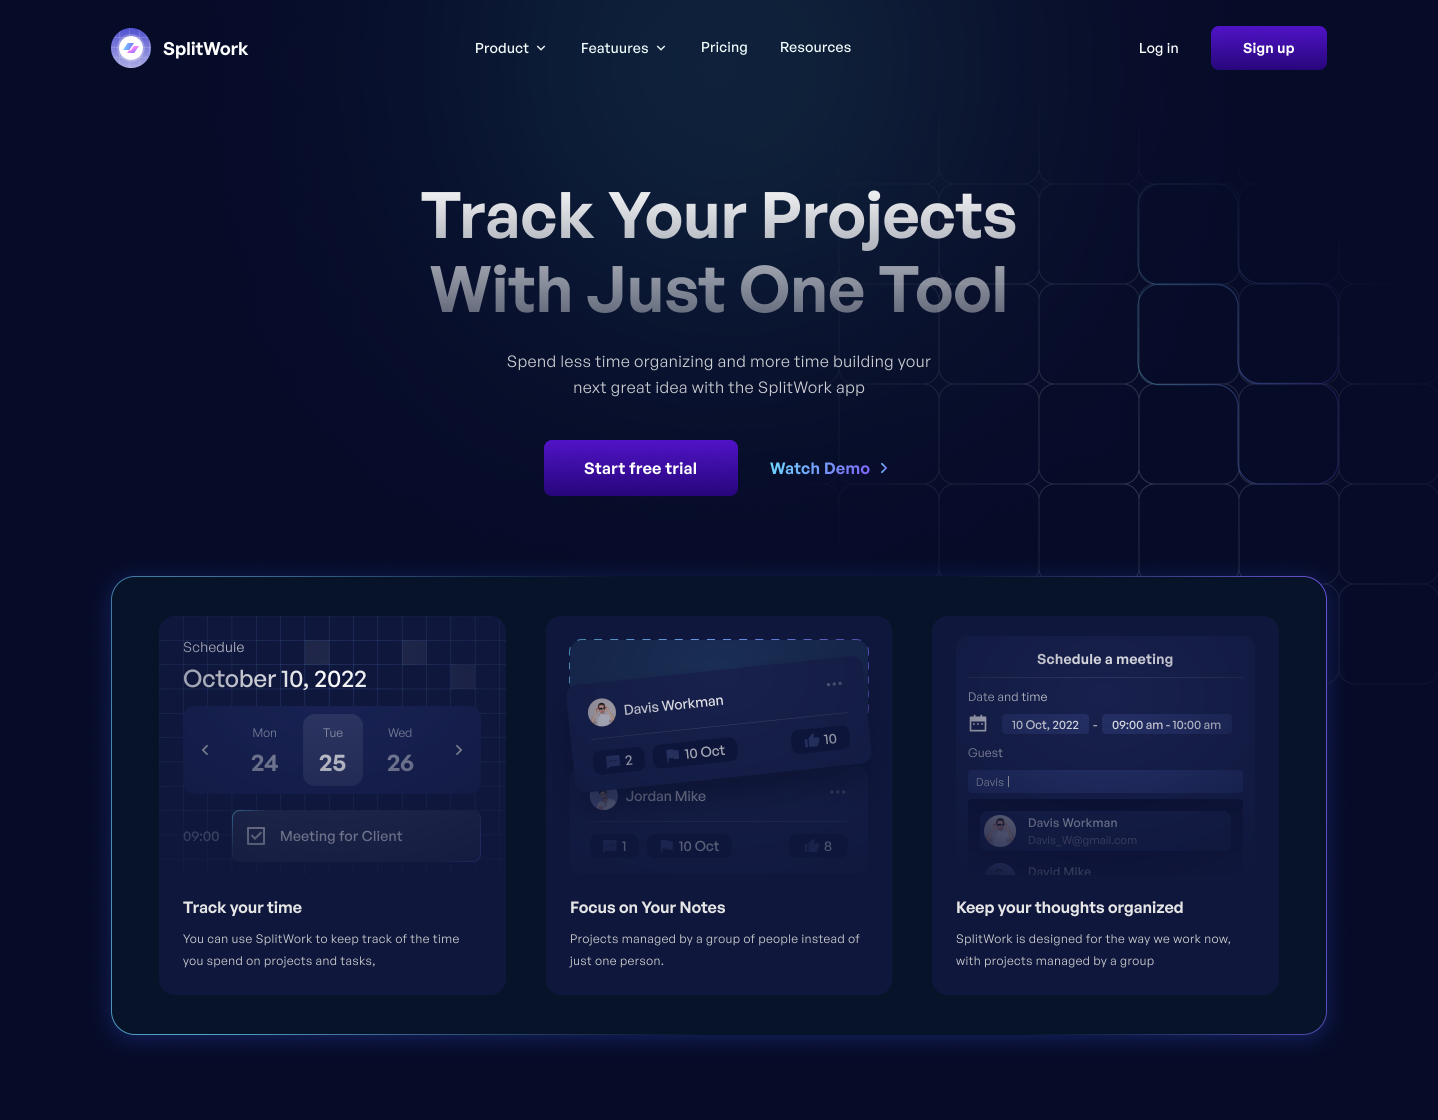 SplitWork
Product
Featuures
Pricing
Resources
Log in
Sign up
Track Your Projects
With Just One Tool
Spend less time organizing and more time building your
next great idea with the SplitWork app
Start free trial
Watch Demo
Schedule
October 10, 2022
Mon
Tue
Wed
24
25
26
09:00
Meeting for Client
Track your time
You can use SplitWork to keep track of the time
you spend on projects and tasks,
Davis Workman
2
10 Oct
10
Jordan Mike
1
10 Oct
8
Focus on Your Notes
Projects managed by a group of people instead of
just one person.
Schedule a meeting
Date and time
10 Oct, 2022 - 09:00 am - 10:00 am
Guest
Davis
Davis Workman
Davis_W@gmail.com
David Mike
Keep your thoughts organized
SplitWork is designed for the way we work now,
with projects managed by a group